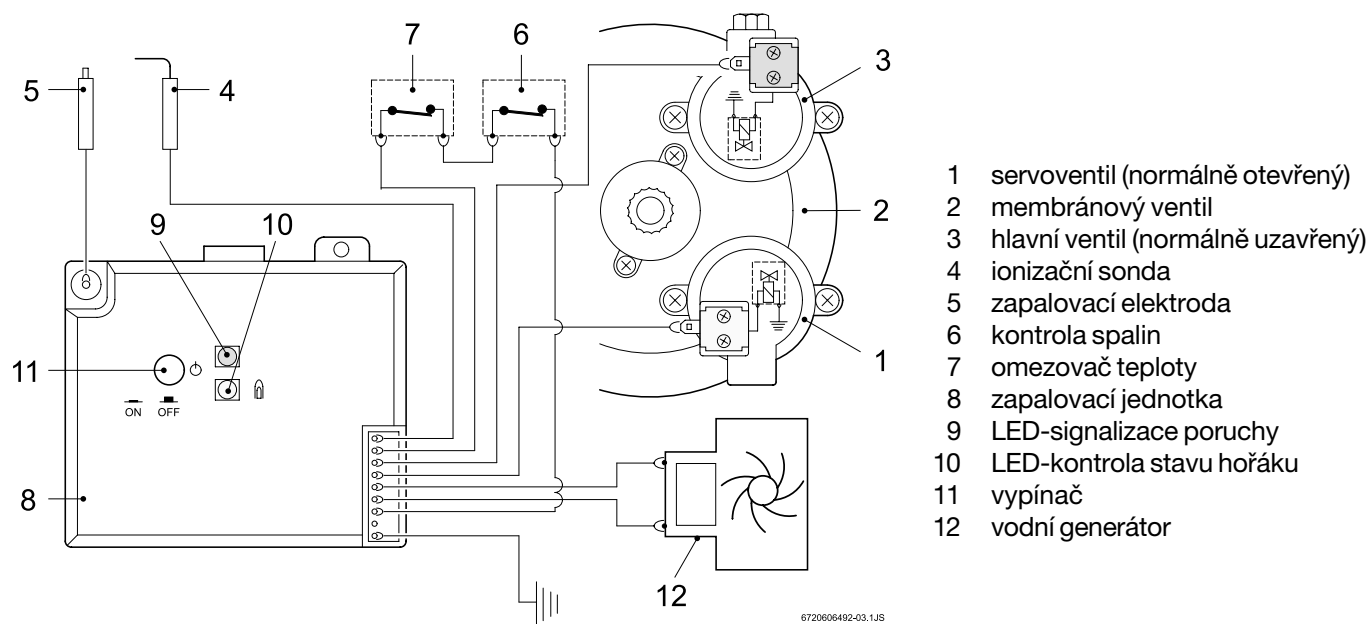 7
6
3
5
4
2
9
10
1
11
ON OFF
8
12
6720606492-03.1JS
1 servoventil (normálně otevřený)
2 membránový ventil
3 hlavní ventil (normálně uzavřený)
4 ionizační sonda
5 zapalovací elektroda
6 kontrola spalin
7 omezovač teploty
8 zapalovací jednotka
9 LED-signalizace poruchy
10 LED-kontrola stavu hořáku
11 vypínač
12 vodní generátor